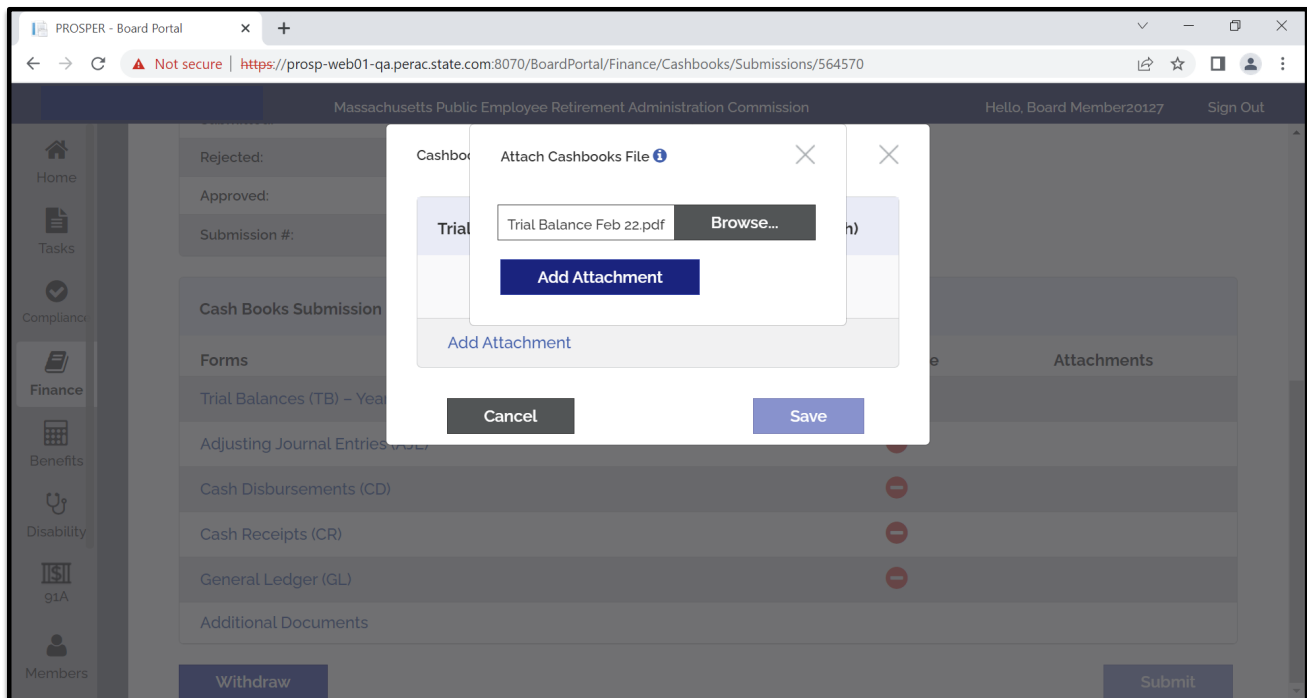 PROSPER - Board Portal
Not secure | https://prosp-web01-qa.perac.state.com:8070/BoardPortal/Finance/Cashbooks/Submissions/564570
Massachusetts Public Employee Retirement Administration Commission Hello, Board Member20127 Sign Out
Home
Tasks
Compliance
Finance
Benefits
Disability
91A
Members
Rejected:
Approved:
Submission #:
Attach Cashbooks File
Trial Balance Feb 22.pdf Browse...
Add Attachment
Add Attachment
Cancel Save
Cash Books Submission
Forms Attachments
Trial Balances (TB) –
Adjusting Journal Entries (AJE)
Cash Disbursements (CD)
Cash Receipts (CR)
General Ledger (GL)
Additional Documents
Withdraw Submit